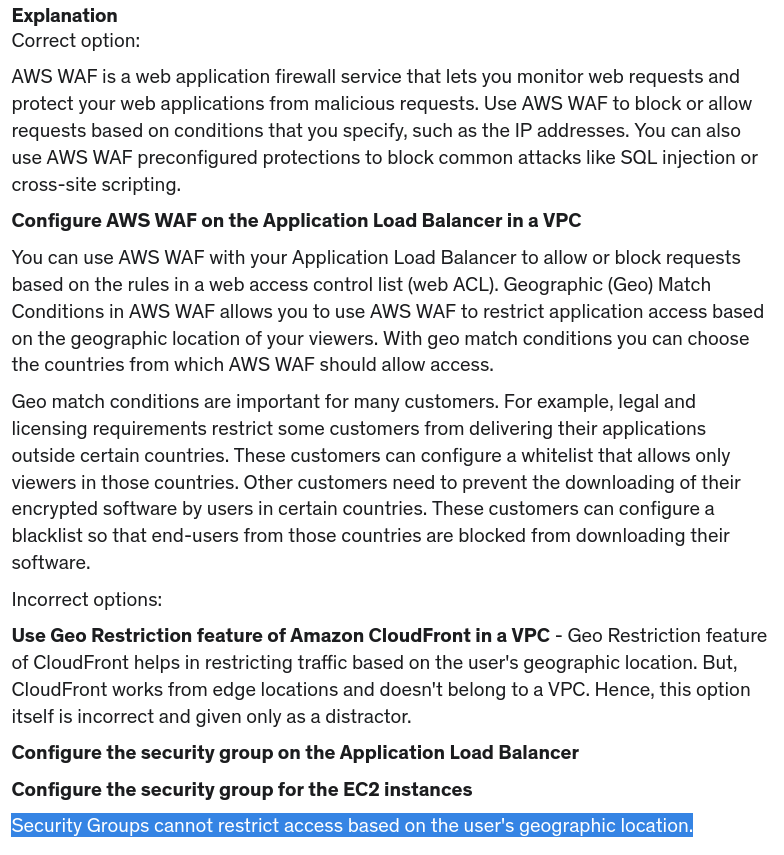 Explanation
Correct option:
AWS WAF is a web application firewall service that lets you monitor web requests and
protect your web applications from malicious requests. Use AWS WAF to block or allow
requests based on conditions that you specify, such as the IP addresses. You can also
use AWS WAF preconfigured protections to block common attacks like SQL injection or
cross-site scripting.
Configure AWS WAF on the Application Load Balancer in a VPC
You can use AWS WAF with your Application Load Balancer to allow or block requests
based on the rules in a web access control list (web ACL). Geographic (Geo) Match
Conditions in AWS WAF allows you to use AWS WAF to restrict application access based
on the geographic location of your viewers. With geo match conditions you can choose
the countries from which AWS WAF should allow access.
Geo match conditions are important for many customers. For example, legal and
licensing requirements restrict some customers from delivering their applications
outside certain countries. These customers can configure a whitelist that allows only
viewers in those countries. Other customers need to prevent the downloading of their
encrypted software by users in certain countries. These customers can configure a
blacklist so that end-users from those countries are blocked from downloading their
software.
Incorrect options:
Use Geo Restriction feature of Amazon CloudFront in a VPC - Geo Restriction feature
of CloudFront helps in restricting traffic based on the user's geographic location. But,
CloudFront works from edge locations and doesn't belong to a VPC. Hence, this option
itself is incorrect and given only as a distractor.
Configure the security group on the Application Load Balancer
Configure the security group for the EC2 instances
Security Groups cannot restrict access based on the user's geographic location.